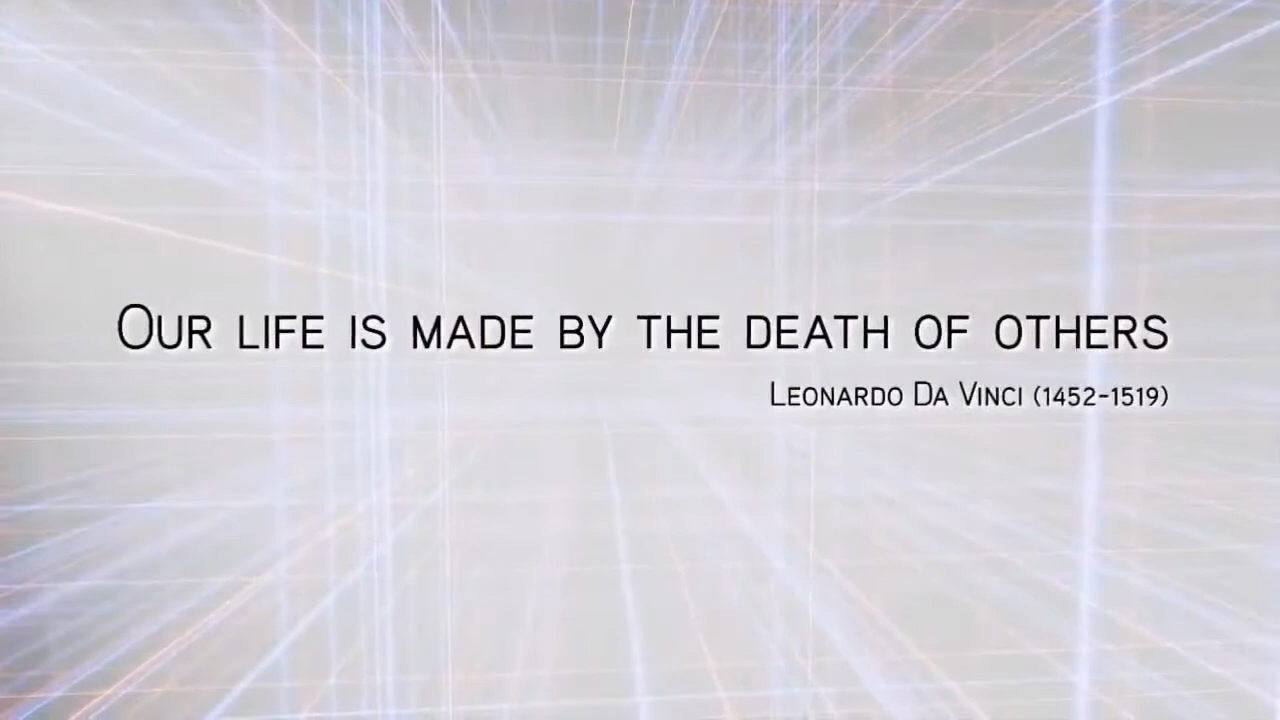 Our life is made by the death of others
Leonardo Da Vinci (1452-1519)